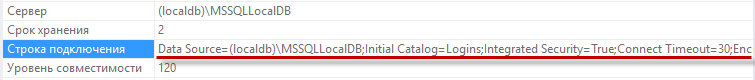 Сервер (localdb)\MSSQLLocalDB
Срок хранения 2
Строка подключения Data Source=(localdb)\MSSQLLocalDB;Initial Catalog=Logins;Integrated Security=True;Connect Timeout=30;Enc
Уровень совместимости 120